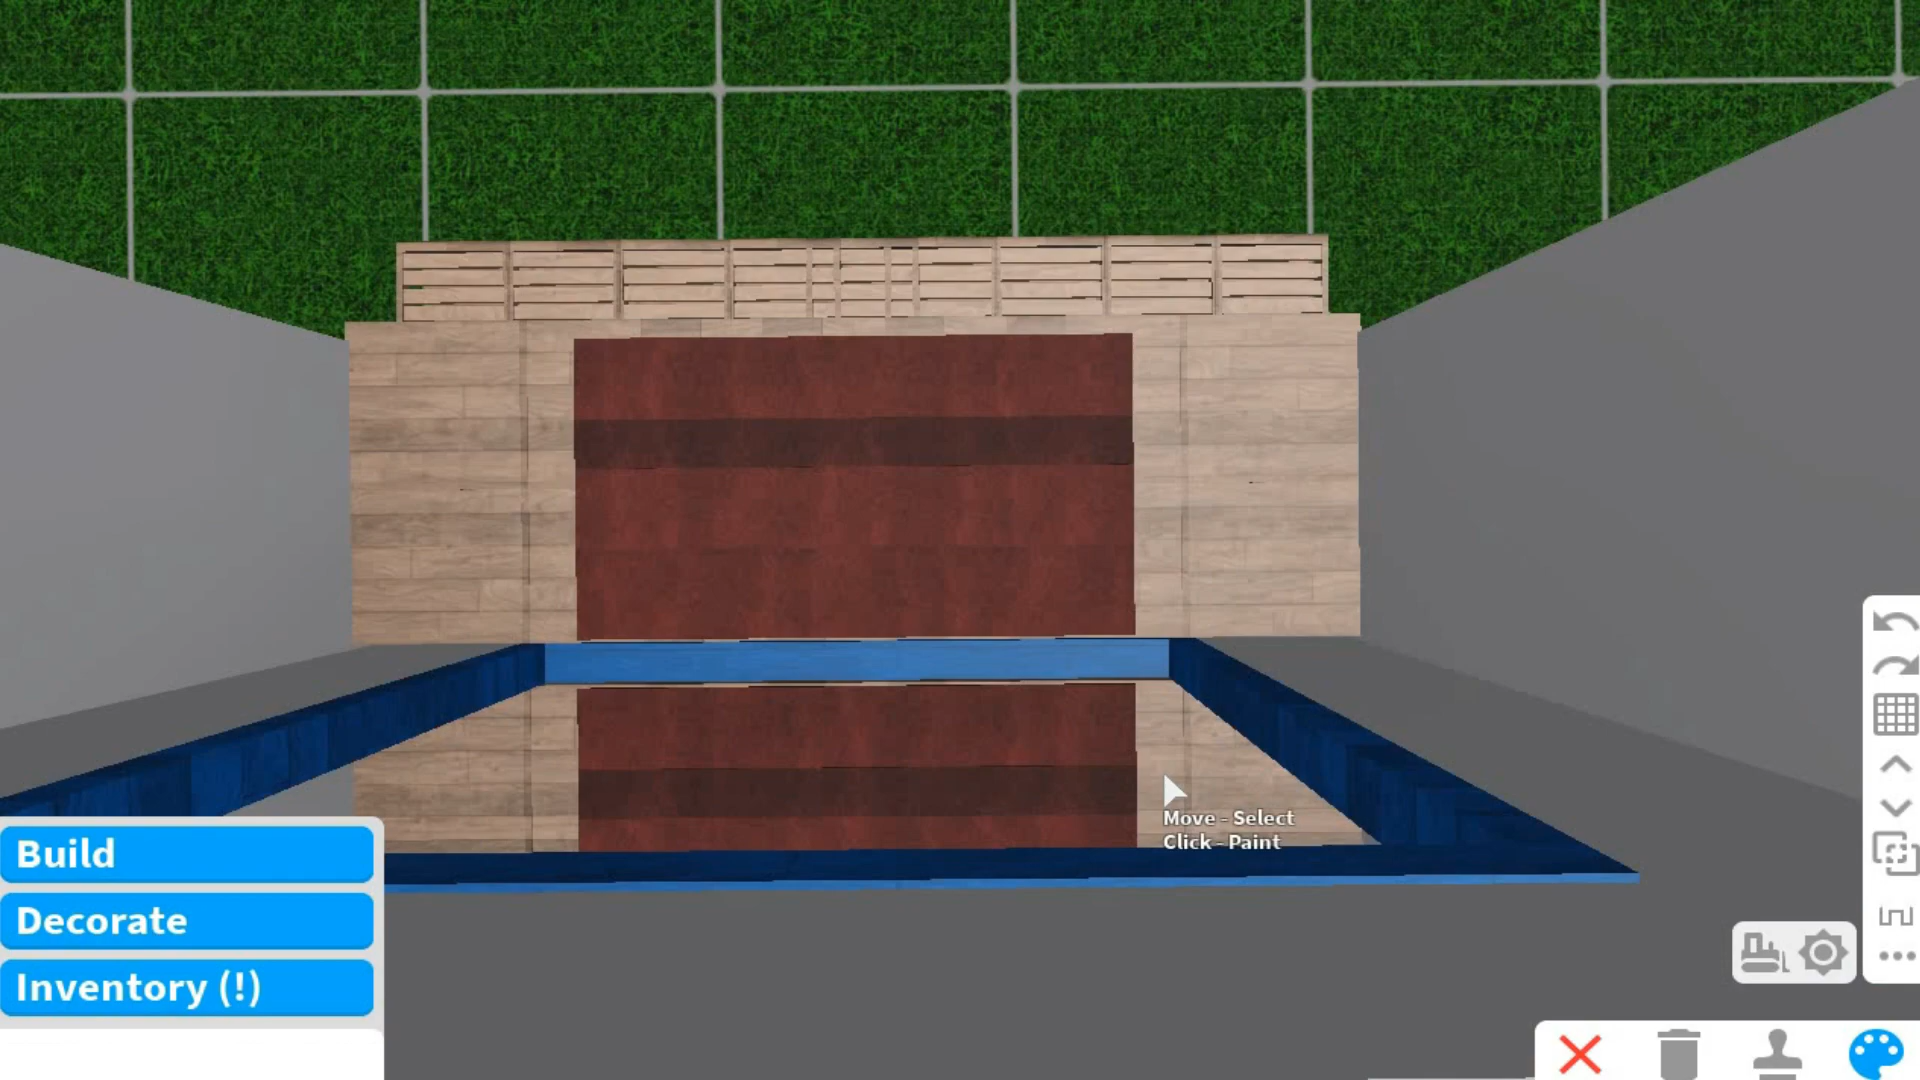 Move - Select
Click - Paint
Build
Decorate
Inventory (!)